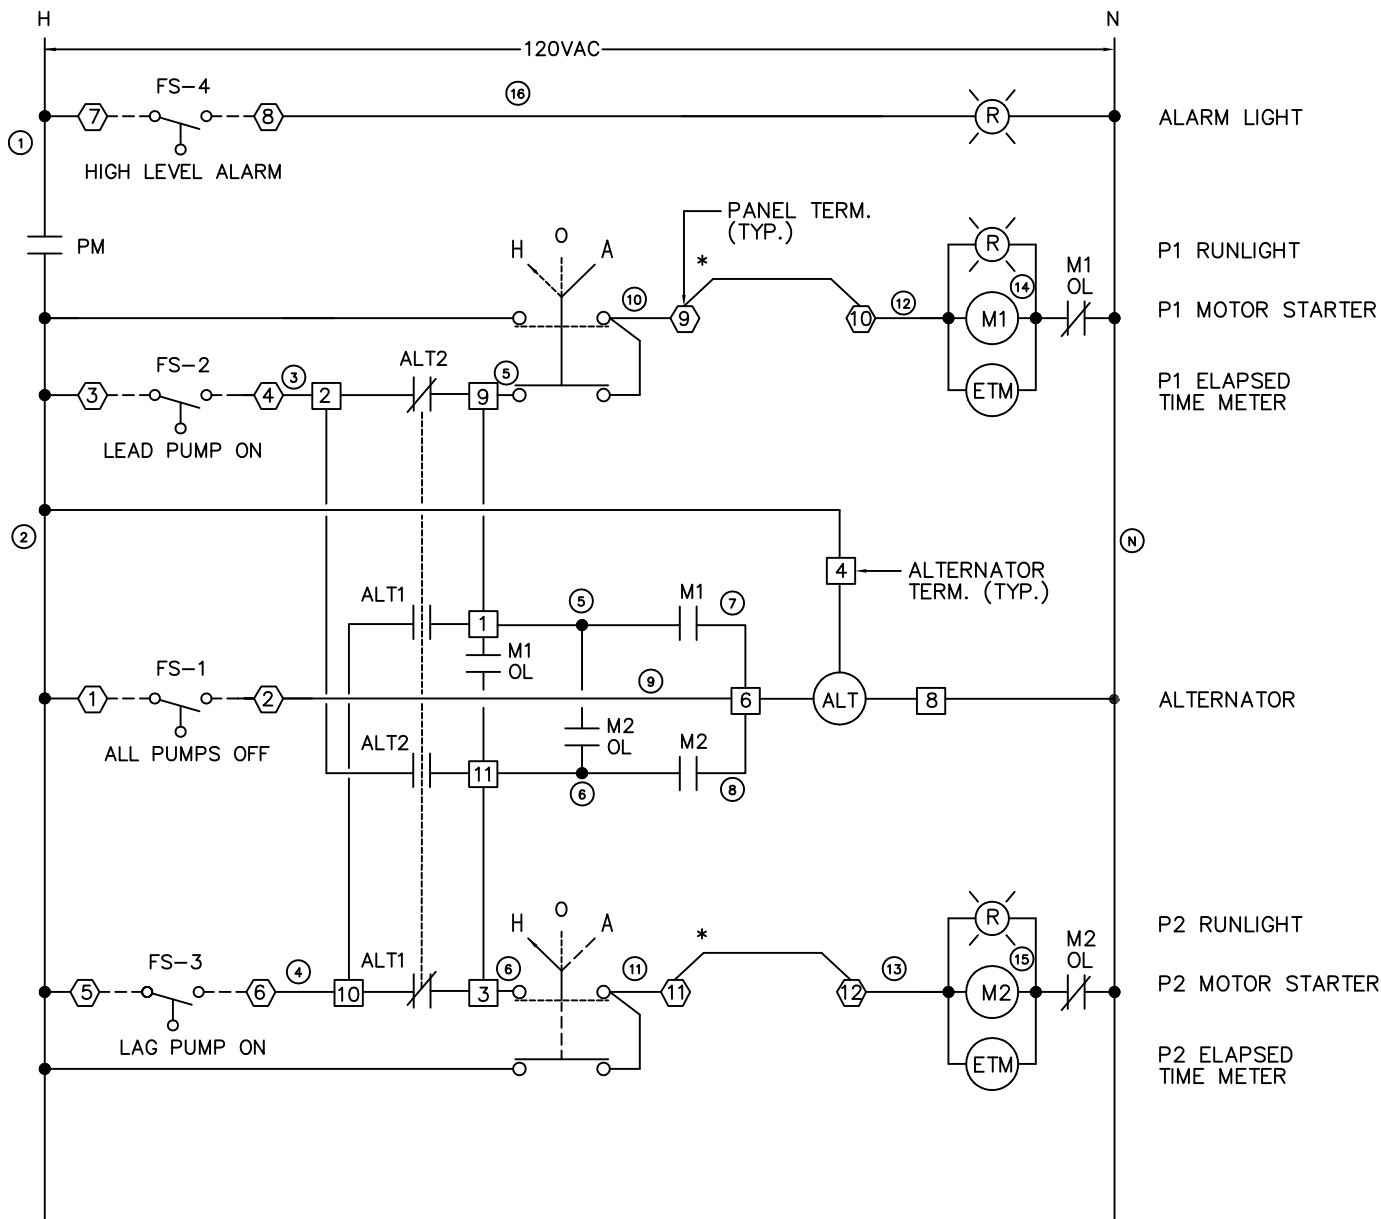 H
N
120VAC
FS-4
7
8
16
R
ALARM LIGHT
1
HIGH LEVEL ALARM
PM
H
O
A
PANEL TERM.
(TYP.)
*
R
P1 RUNLIGHT
M1
OL
10
9
10
12
14
M1
P1 MOTOR STARTER
FS-2
ALT2
3
4
3
2
9
5
ETM
P1 ELAPSED
TIME METER
LEAD PUMP ON
2
N
4
ALTERNATOR
TERM. (TYP.)
ALT1
5
M1
7
1
M1
OL
FS-1
1
2
9
6
ALT
8
ALTERNATOR
ALL PUMPS OFF
M2
OL
ALT2
M2
11
6
8
H
O
A
*
R
P2 RUNLIGHT
M2
OL
FS-3
ALT1
5
6
4
10
3
6
11
11
12
13
15
M2
P2 MOTOR STARTER
LAG PUMP ON
ETM
P2 ELAPSED
TIME METER